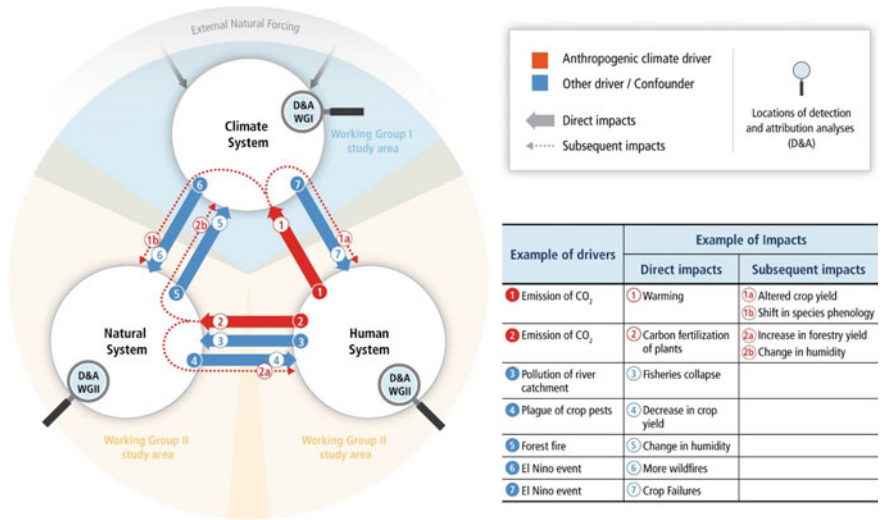 External Natural Forcing
D&A
WGI
Climate
System
Working Group I
study area
6
7
1b
6
2b
5
1
1a
7
5
1
Natural
System
2
2
3
3
4
4
2a
Human
System
D&A
WGII
D&A
WGII
Working Group II
study area
Working Group II
study area
Anthropogenic climate driver
Other driver / Confounder
Direct impacts
Subsequent impacts
Locations of detection
and attribution analyses
(D&A)
Example of drivers
Example of Impacts
Direct impacts
Subsequent impacts
1 Emission of CO₂
1 Warming
1a Altered crop yield
1b Shift in species phenology
2 Emission of CO₂
2 Carbon fertilization
of plants
2a Increase in forestry yield
2b Change in humidity
3 Pollution of river
catchment
3 Fisheries collapse
4 Plague of crop pests
4 Decrease in crop
yield
5 Forest fire
5 Change in humidity
6 El Nino event
6 More wildfires
7 El Nino event
7 Crop Failures